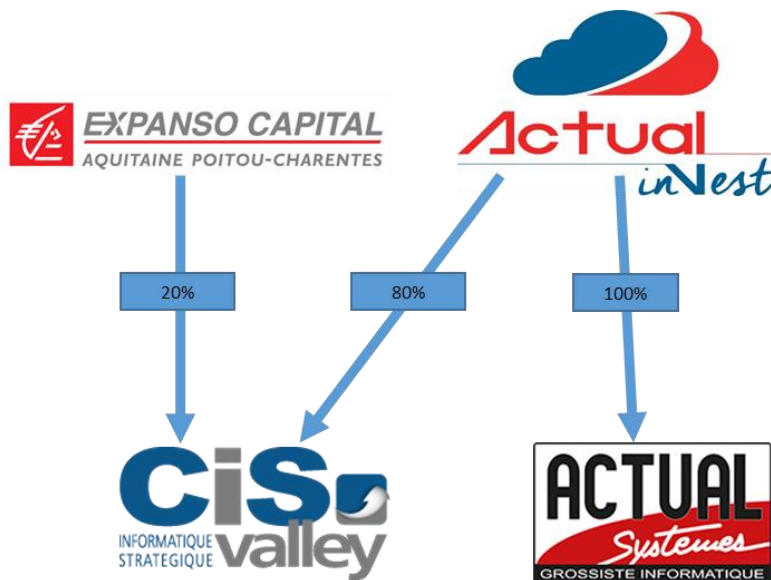 EXPANSO CAPITAL
AQUITAINE POITOU-CHARENTES
Actual
inVest
20%
80%
100%
CiS
valley
INFORMATIQUE
STRATEGIQUE
ACTUAL
Systemes
GROSSISTE INFORMATIQUE